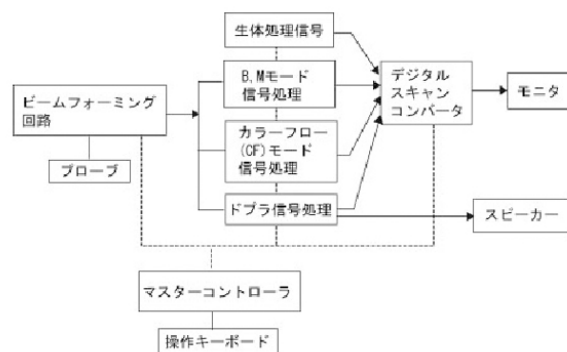 生体処理信号
B,Mモード
信号処理
デジタル
スキャン
コンバータ
モニタ
ビームフォーミング
回路
カラーフロー
(CF)モード
信号処理
プローブ
ドプラ信号処理
スピーカー
マスターコントローラ
操作キーボード